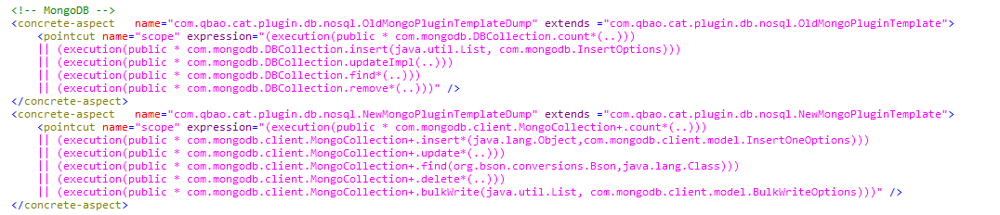 <!-- MongoDB -->
<concrete-aspect   name="com.qbao.cat.plugin.db.nosql.OldMongoPluginTemplateDump" extends ="com.qbao.cat.plugin.db.nosql.OldMongoPluginTemplate">
    <pointcut name="scope" expression="(execution(public * com.mongodb.DBCollection.count*(..)))
    || (execution(public * com.mongodb.DBCollection.insert(java.util.List, com.mongodb.InsertOptions)))
    || (execution(public * com.mongodb.DBCollection.updateImpl(..)))
    || (execution(public * com.mongodb.DBCollection.find*(..)))
    || (execution(public * com.mongodb.DBCollection.remove*(..)))" />
</concrete-aspect>
<concrete-aspect   name="com.qbao.cat.plugin.db.nosql.NewMongoPluginTemplateDump" extends ="com.qbao.cat.plugin.db.nosql.NewMongoPluginTemplate">
    <pointcut name="scope" expression="(execution(public * com.mongodb.client.MongoCollection+.count*(..)))
    || (execution(public * com.mongodb.client.MongoCollection+.insert*(java.lang.Object,com.mongodb.client.model.InsertOneOptions)))
    || (execution(public * com.mongodb.client.MongoCollection+.update*(..)))
    || (execution(public * com.mongodb.client.MongoCollection+.find(org.bson.conversions.Bson,java.lang.Class)))
    || (execution(public * com.mongodb.client.MongoCollection+.delete*(..)))
    || (execution(public * com.mongodb.client.MongoCollection+.bulkWrite(java.util.List, com.mongodb.client.model.BulkWriteOptions)))" />
</concrete-aspect>